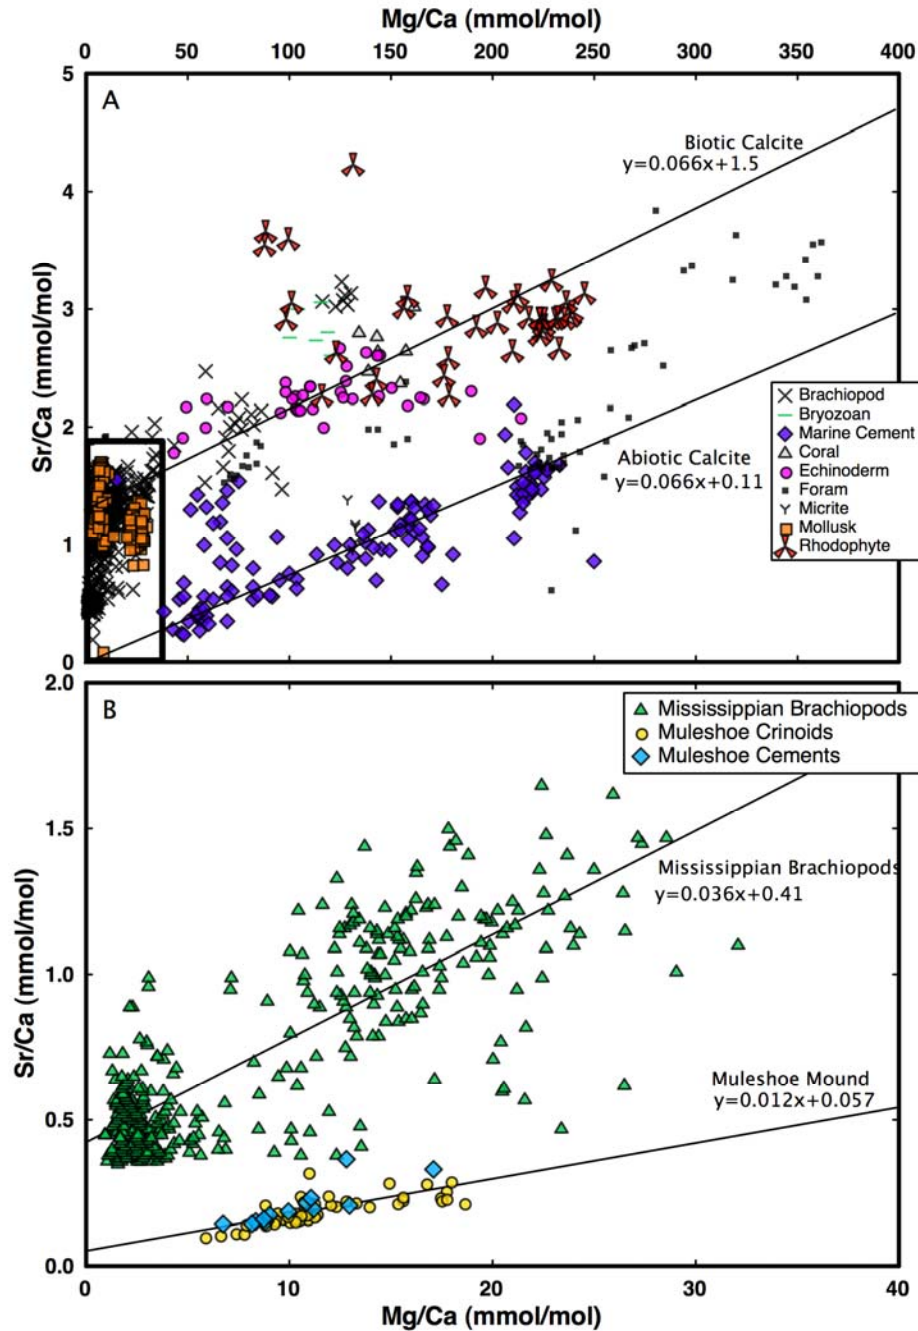 Mg/Ca (mmol/mol)
0 50 100 150 200 250 300 350 400
A
5
4
3
2
1
0
Sr/Ca (mmol/mol)
Biotic Calcite
y=0.066x+1.5
Abiotic Calcite
y=0.066x+0.11
Brachiopod
Bryozoan
Marine Cement
Coral
Echinoderm
Foram
Micrite
Mollusk
Rhodophyte
B
2.0
1.5
1.0
0.5
0.0
Sr/Ca (mmol/mol)
Mississippian Brachiopods
Muleshoe Crinoids
Muleshoe Cements
Mississippian Brachiopods
y=0.036x+0.41
Muleshoe Mound
y=0.012x+0.057
0 10 20 30 40
Mg/Ca (mmol/mol)